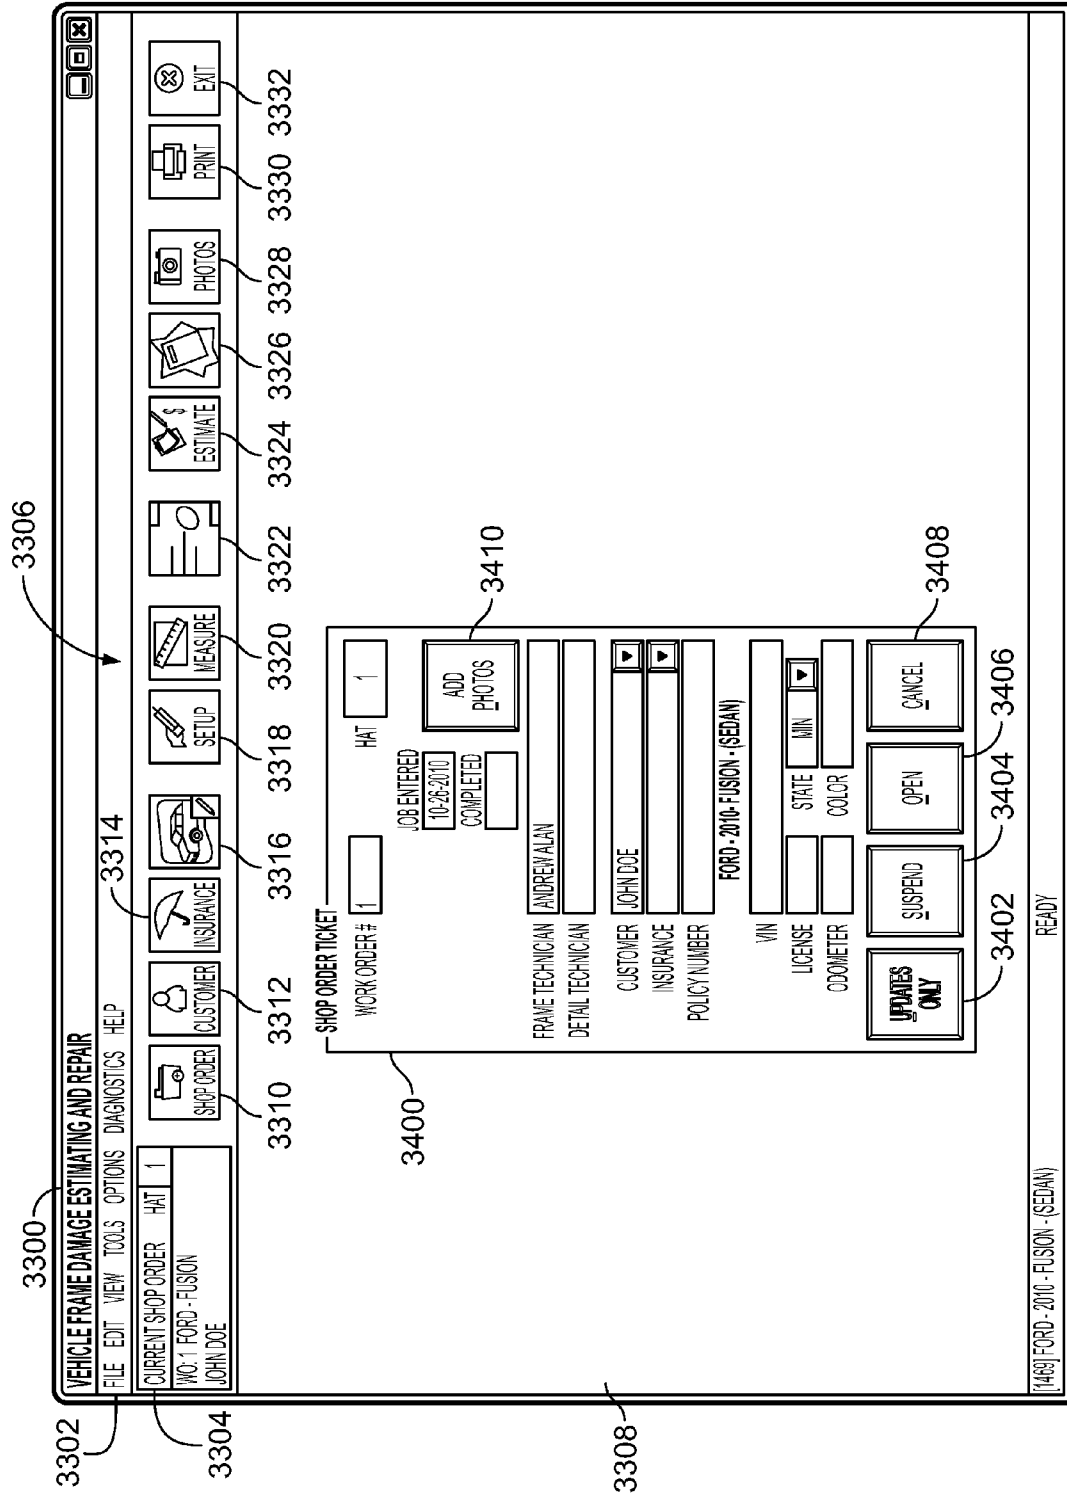 3306
3300
VEHICLE FRAME DAMAGE ESTIMATING AND REPAIR
3302
FILE EDIT VIEW TOOLS OPTIONS DIAGNOSTICS HELP
3314
3304
CURRENT SHOP ORDER HAT 1
WO: 1 FORD - FUSION
JOHN DOE
SHOP ORDER CUSTOMER INSURANCE SETUP MEASURE ESTIMATE $ PHOTOS PRINT EXIT
3310 3312 3316 3318 3320 3322 3324 3326 3328 3330 3332
3400
SHOP ORDER TICKET
WORK ORDER # 1 HAT 1
JOB ENTERED
10-26-2010
COMPLETED
ADD PHOTOS
3410
FRAME TECHNICIAN ANDREW ALAN
DETAIL TECHNICIAN
CUSTOMER JOHN DOE
INSURANCE
POLICY NUMBER
FORD - 2010- FUSION - (SEDAN)
VIN
LICENSE STATE MIN
ODOMETER COLOR
UPDATES ONLY SUSPEND OPEN CANCEL
3402 3404 3406 3408
3308
[1469] FORD - 2010 - FUSION - (SEDAN) READY